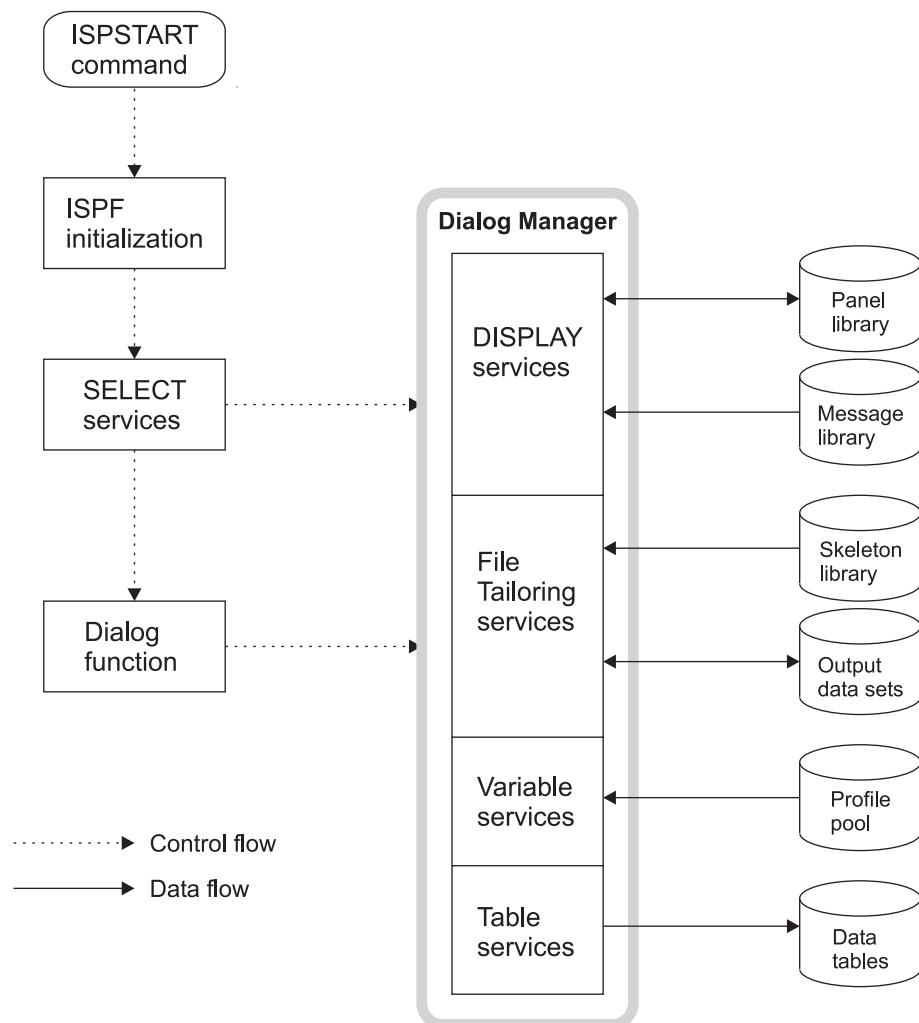 ISPSTART
command
ISPF
initialization
SELECT
services
Dialog
function
Control flow
Data flow
Dialog Manager
DISPLAY
services
File
Tailoring
services
Variable
services
Table
services
Panel
library
Message
library
Skeleton
library
Output
data sets
Profile
pool
Data
tables